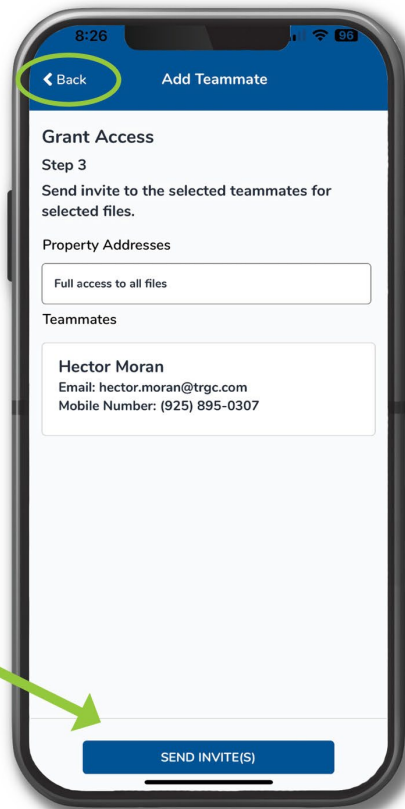 8:26
96
Back
Add Teammate
Grant Access
Step 3
Send invite to the selected teammates for
selected files.
Property Addresses
Full access to all files
Teammates
Hector Moran
Email: hector.moran@trgc.com
Mobile Number: (925) 895-0307
SEND INVITE(S)